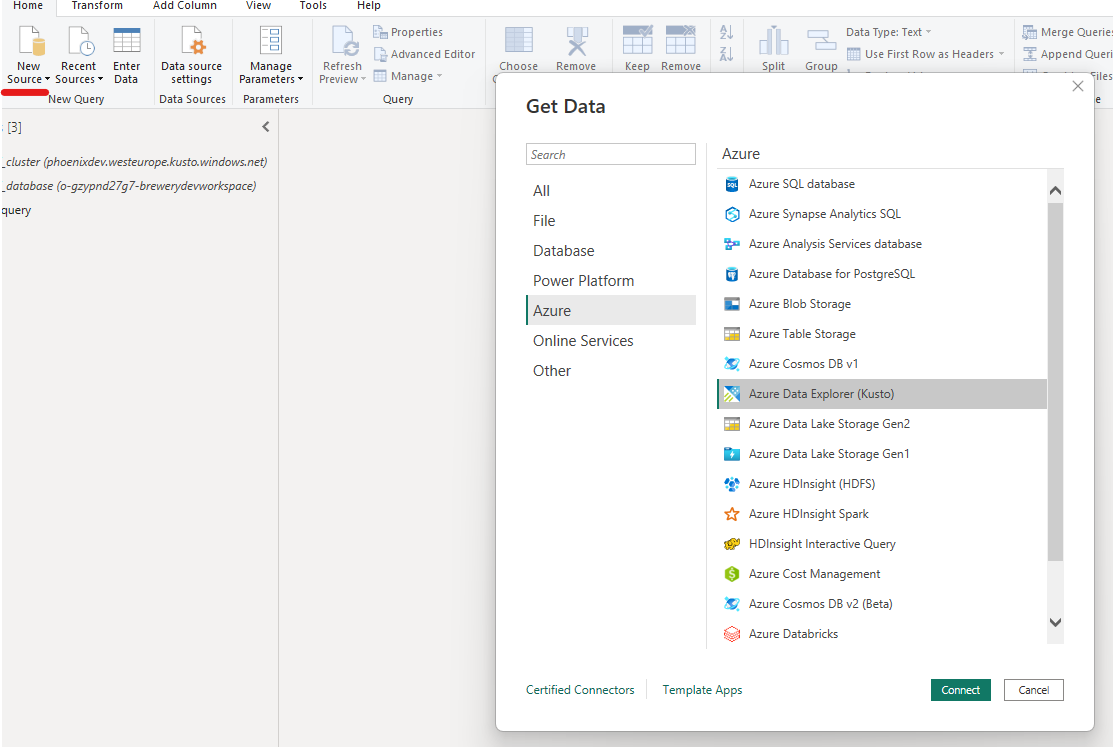 Home Transform Add Column View Tools Help
New Source
Recent Sources
Enter Data
New Query
Data source settings
Data Sources
Manage Parameters
Parameters
Refresh Preview
Properties
Advanced Editor
Manage
Query
Choose
Remove
Keep
Remove
Split
Group
Data Type: Text
Use First Row as Headers
Merge Queries
Append Queri
Files
[3]
_cluster (phoenixdev.westeurope.kusto.windows.net)
_database (o-gzypnd27g7-brewerydevworkspace)
query
Get Data
Search
All
File
Database
Power Platform
Azure
Online Services
Other
Azure
Azure SQL database
Azure Synapse Analytics SQL
Azure Analysis Services database
Azure Database for PostgreSQL
Azure Blob Storage
Azure Table Storage
Azure Cosmos DB v1
Azure Data Explorer (Kusto)
Azure Data Lake Storage Gen2
Azure Data Lake Storage Gen1
Azure HDInsight (HDFS)
Azure HDInsight Spark
HDInsight Interactive Query
Azure Cost Management
Azure Cosmos DB v2 (Beta)
Azure Databricks
Certified Connectors
Template Apps
Connect
Cancel